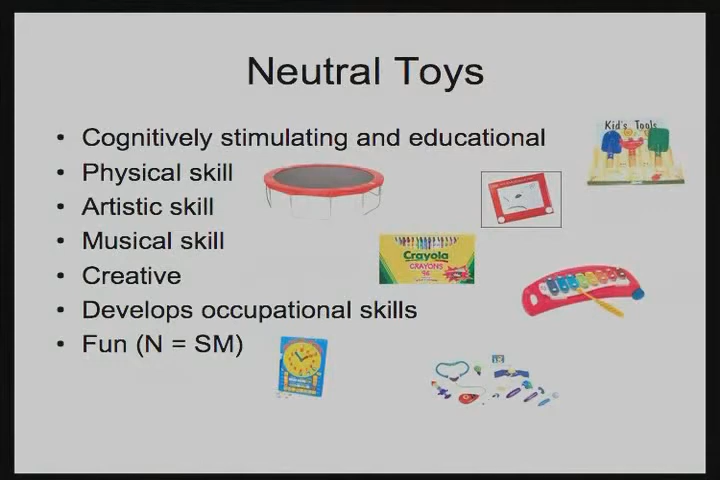 Neutral Toys
• Cognitively stimulating and educational
• Physical skill
• Artistic skill
• Musical skill
• Creative
• Develops occupational skills
• Fun (N = SM)
Kid's Tools
Crayola
CRAYONS
96